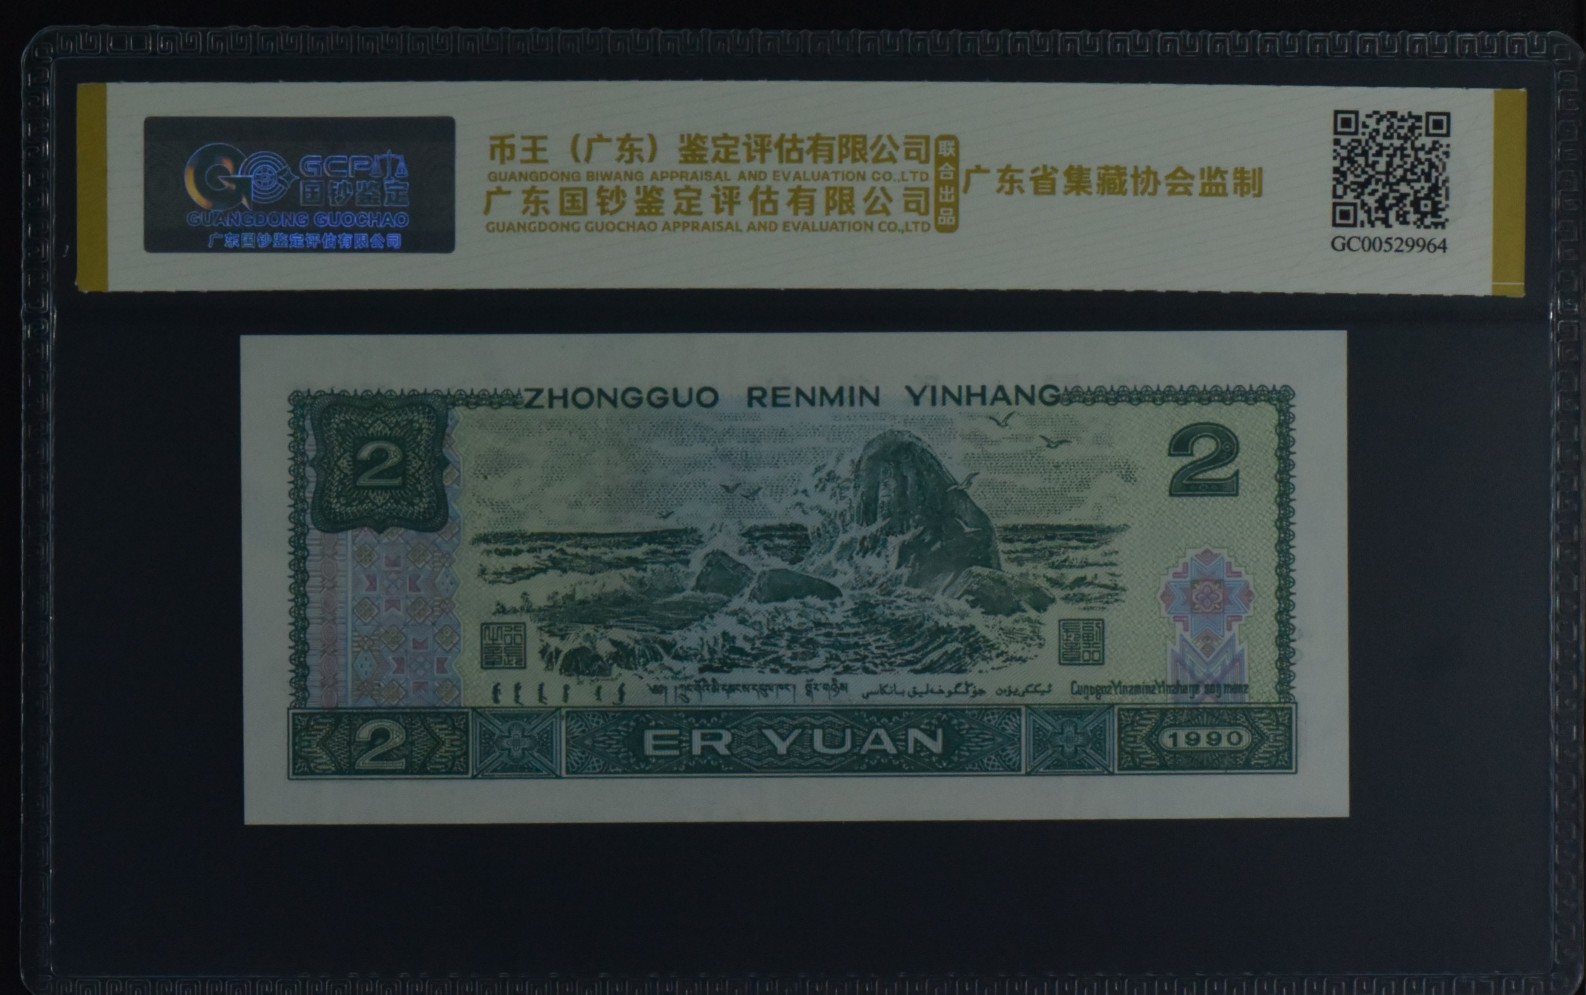 GCP
国钞鉴定
GUANGDONG GUOCHAO
广东国钞鉴定评估有限公司
币王（广东）鉴定评估有限公司
GUANGDONG BIWANG APPRAISAL AND EVALUATION CO.,LTD
广东国钞鉴定评估有限公司
GUANGDONG GUOCHAO APPRAISAL AND EVALUATION CO.,LTD
联合出品
广东省集藏协会监制
GC00529964
ZHONGGUO RENMIN YINHANG
2
2
2
ER YUAN
1990